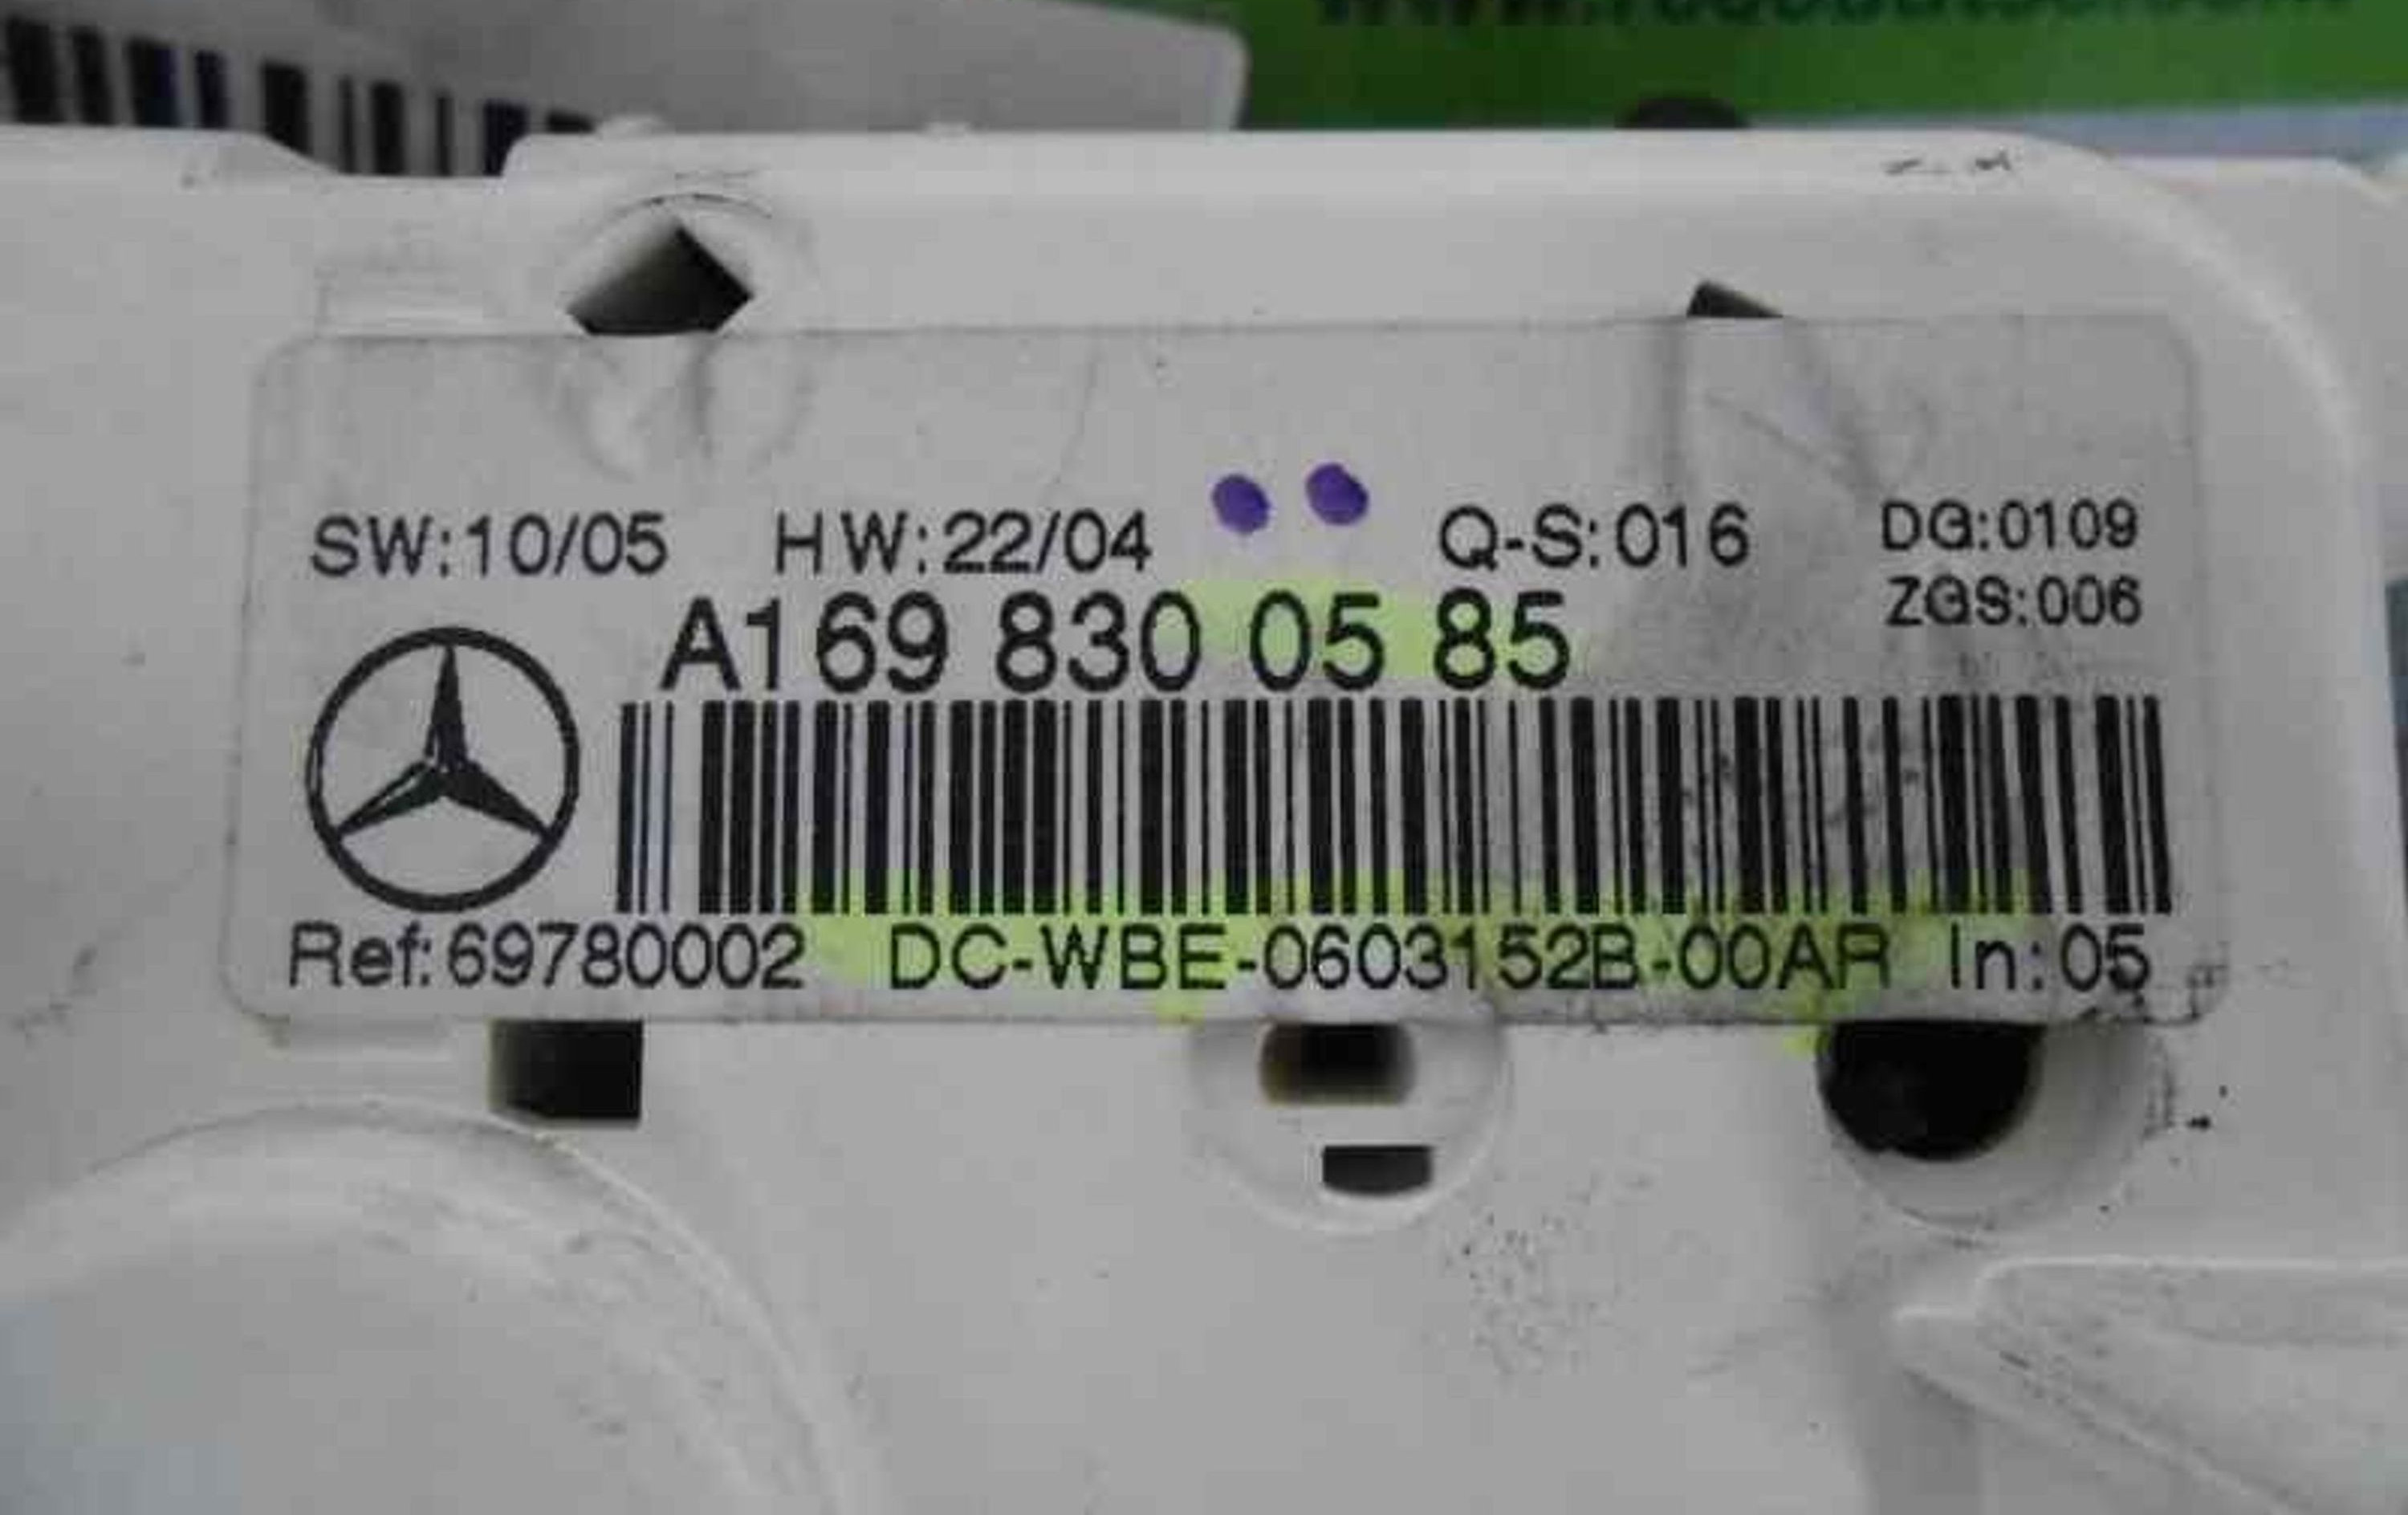 SW:10/05 HW:22/04 Q-S:016 DG:0109
ZGS:006
A169 830 05 85
Ref:69780002 DC-WBE-0603152B-00AR In:05